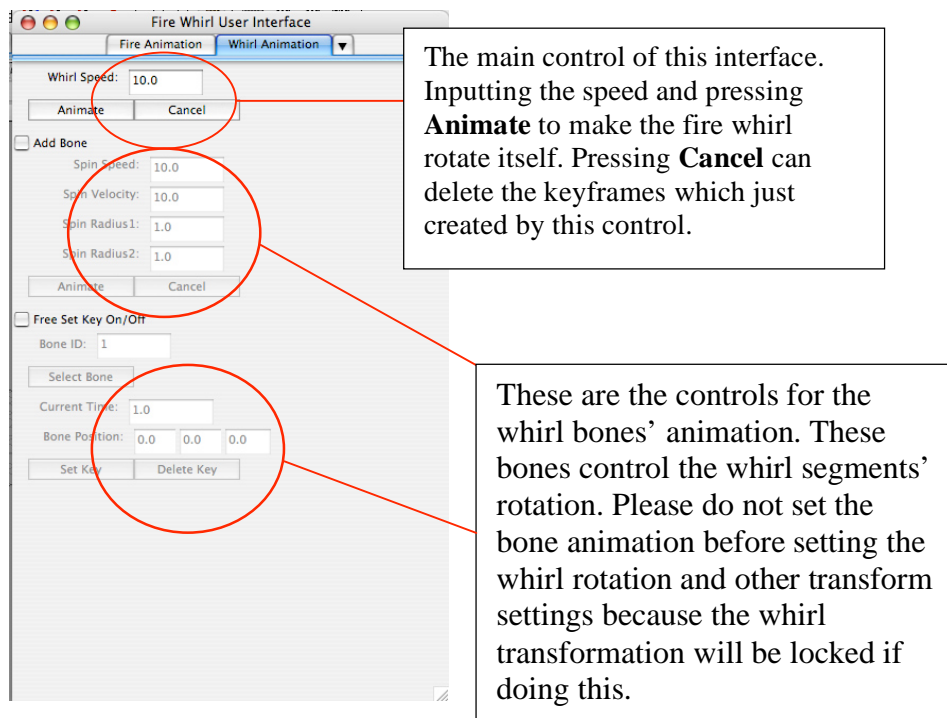 Fire Whirl User Interface
Fire Animation Whirl Animation
Whirl Speed: 10.0
Animate Cancel
Add Bone
Spin Speed: 10.0
Spin Velocity: 10.0
Spin Radius1: 1.0
Spin Radius2: 1.0
Animate Cancel
Free Set Key On/Off
Bone ID: 1
Select Bone
Current Time: 1.0
Bone Position: 0.0 0.0 0.0
Set Key Delete Key
The main control of this interface.
Inputting the speed and pressing
Animate to make the fire whirl
rotate itself. Pressing Cancel can
delete the keyframes which just
created by this control.
These are the controls for the
whirl bones’ animation. These
bones control the whirl segments’
rotation. Please do not set the
bone animation before setting the
whirl rotation and other transform
settings because the whirl
transformation will be locked if
doing this.